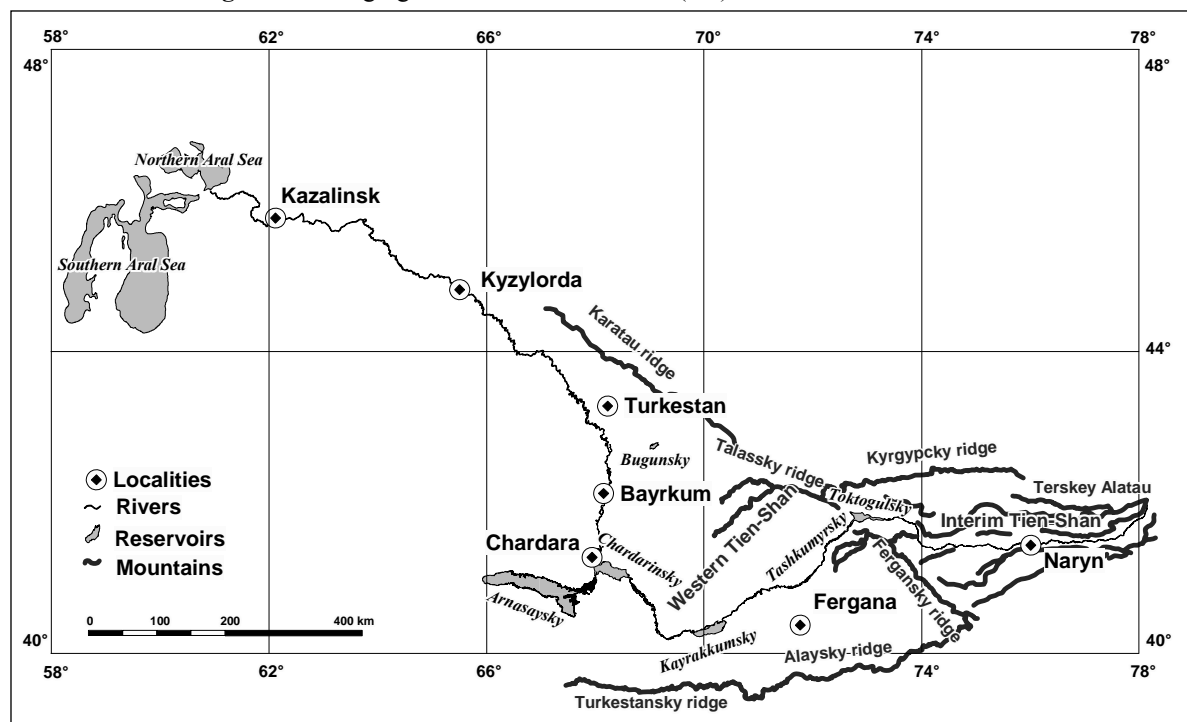 58° 62° 66° 70° 74° 78°
48° 48°
Northern Aral Sea
Kazalinsk
Southern Aral Sea
Kyzylorda
Karatau ridge
44° 44°
Turkestan
Bugunsky
Talassky ridge
Kyrgypcky ridge
Localities
Bayrkum
Toktogulsky
Terskey Alatau
Rivers
Western Tien-Shan
Interim Tien-Shan
Reservoirs
Chardara
Chardarinsky
Tashkumyrsky
Naryn
Mountains
Arnasaysky
Fergansky ridge
Fergana
0 100 200 400 km
40° 40°
Kayrakkumsky
Alaysky ridge
58° 62° 66° 70° 74° 78°
Turkestansky ridge